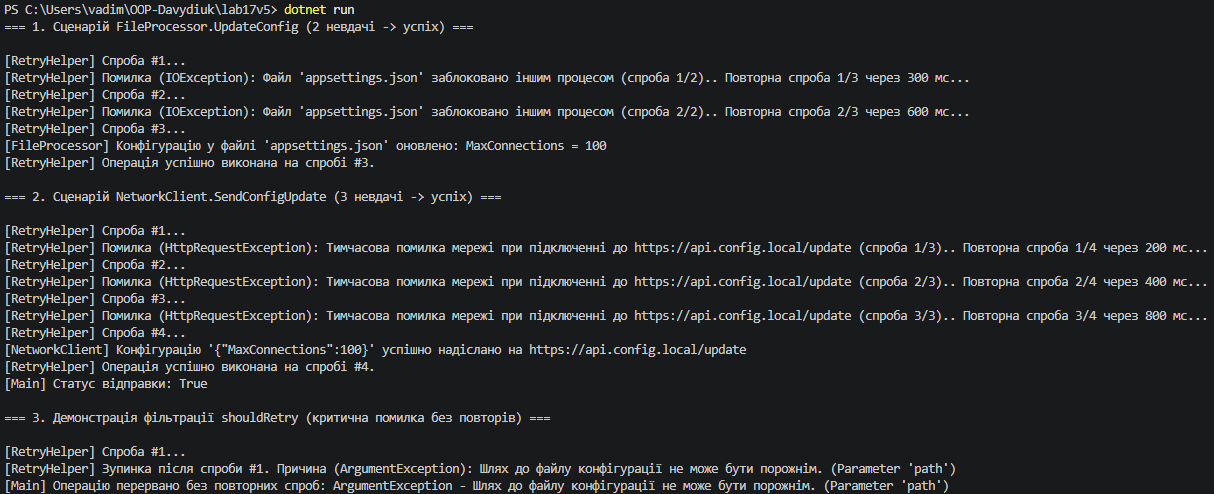 PS C:\Users\vadim\OOP-Davydiuk\lab17v5> dotnet run
=== 1. Сценарій FileProcessor.UpdateConfig (2 невдачі -> успіх) ===
[RetryHelper] Спроба #1...
[RetryHelper] Помилка (IOException): Файл 'appsettings.json' заблоковано іншим процесом (спроба 1/2).. Повторна спроба 1/3 через 300 мс...
[RetryHelper] Спроба #2...
[RetryHelper] Помилка (IOException): Файл 'appsettings.json' заблоковано іншим процесом (спроба 2/2).. Повторна спроба 2/3 через 600 мс...
[RetryHelper] Спроба #3...
[FileProcessor] Конфігурацію у файлі 'appsettings.json' оновлено: MaxConnections = 100
[RetryHelper] Операція успішно виконана на спробі #3.
=== 2. Сценарій NetworkClient.SendConfigUpdate (3 невдачі -> успіх) ===
[RetryHelper] Спроба #1...
[RetryHelper] Помилка (HttpRequestException): Тимчасова помилка мережі при підключенні до https://api.config.local/update (спроба 1/3).. Повторна спроба 1/4 через 200 мс...
[RetryHelper] Спроба #2...
[RetryHelper] Помилка (HttpRequestException): Тимчасова помилка мережі при підключенні до https://api.config.local/update (спроба 2/3).. Повторна спроба 2/4 через 400 мс...
[RetryHelper] Спроба #3...
[RetryHelper] Помилка (HttpRequestException): Тимчасова помилка мережі при підключенні до https://api.config.local/update (спроба 3/3).. Повторна спроба 3/4 через 800 мс...
[RetryHelper] Спроба #4...
[NetworkClient] Конфігурацію '{"MaxConnections":100}' успішно надіслано на https://api.config.local/update
[RetryHelper] Операція успішно виконана на спробі #4.
[Main] Статус відправки: True
=== 3. Демонстрація фільтрації shouldRetry (критична помилка без повторів) ===
[RetryHelper] Спроба #1...
[RetryHelper] Зупинка після спроби #1. Причина (ArgumentException): Шлях до файлу конфігурації не може бути порожнім. (Parameter 'path')
[Main] Операцію перервано без повторних спроб: ArgumentException - Шлях до файлу конфігурації не може бути порожнім. (Parameter 'path')